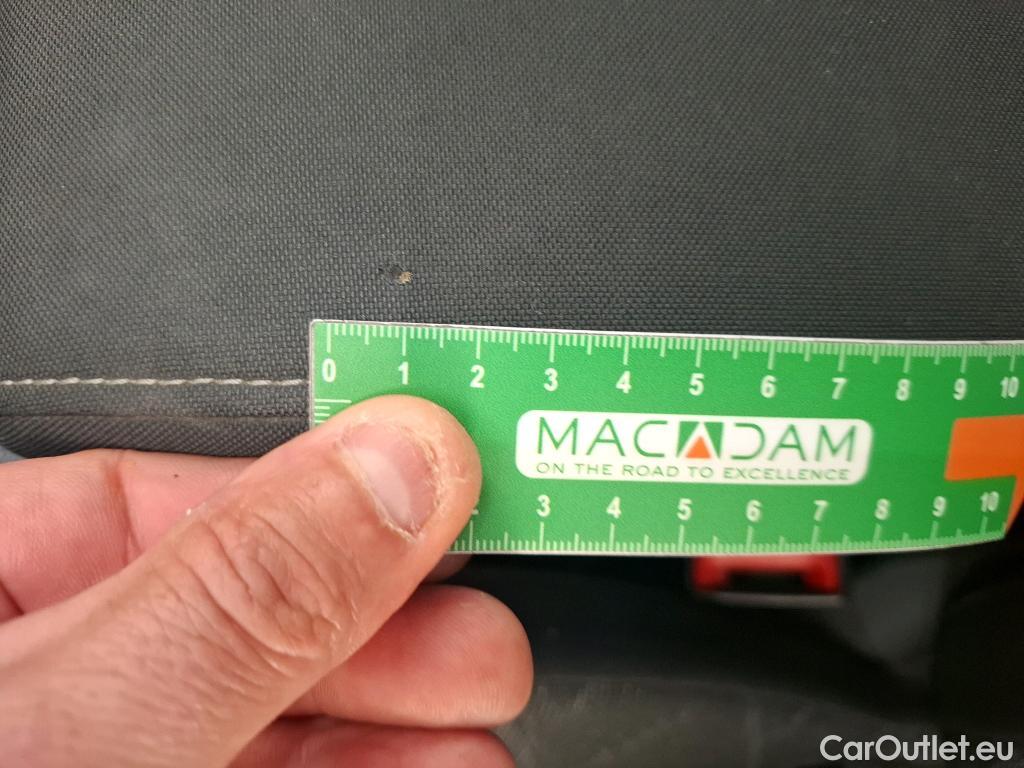 0 1 2 3 4 5 6 7 8 9 10
MACADAM
ON THE ROAD TO EXCELLENCE
3 4 5 6 7 8 9 10
CarOutlet.eu